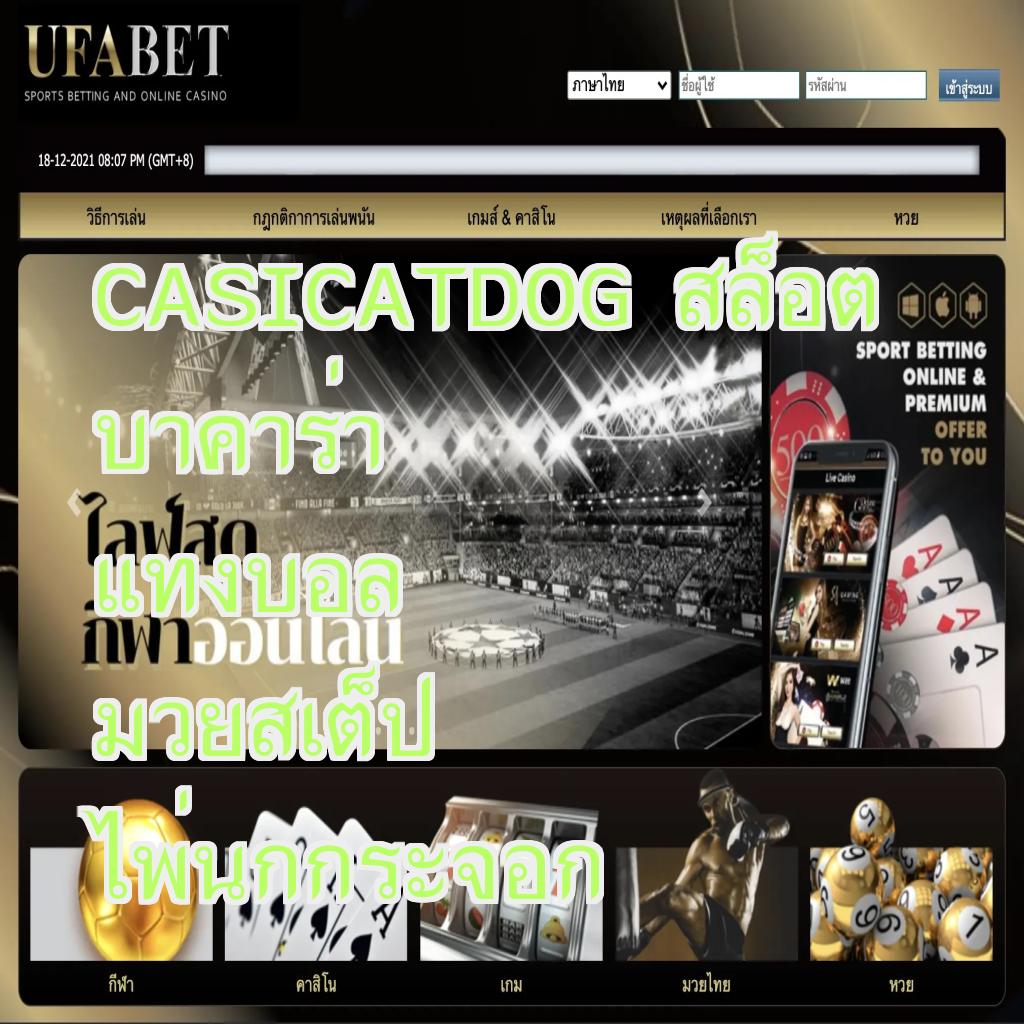 UFABET
SPORTS BETTING AND ONLINE CASINO
ภาษาไทย ชื่อผู้ใช้ รหัสผ่าน เข้าสู่ระบบ
18-12-2021 08:07 PM (GMT+8)
วิธีการเล่น กฎกติกาการเล่นพนัน เกมส์ & คาสิโน เหตุผลที่เลือกเรา หวย
CASICATDOG สล็อต
บาคาร่า
แทงบอล
มวยสเต็ป
ไพ่นกกระจอก
ไลฟ์สด
กีฬาออนไลน์
SPORT BETTING
ONLINE &
PREMIUM
OFFER
TO YOU
500
Live Casino
A
A
A
A
กีฬา คาสิโน เกม มวยไทย หวย